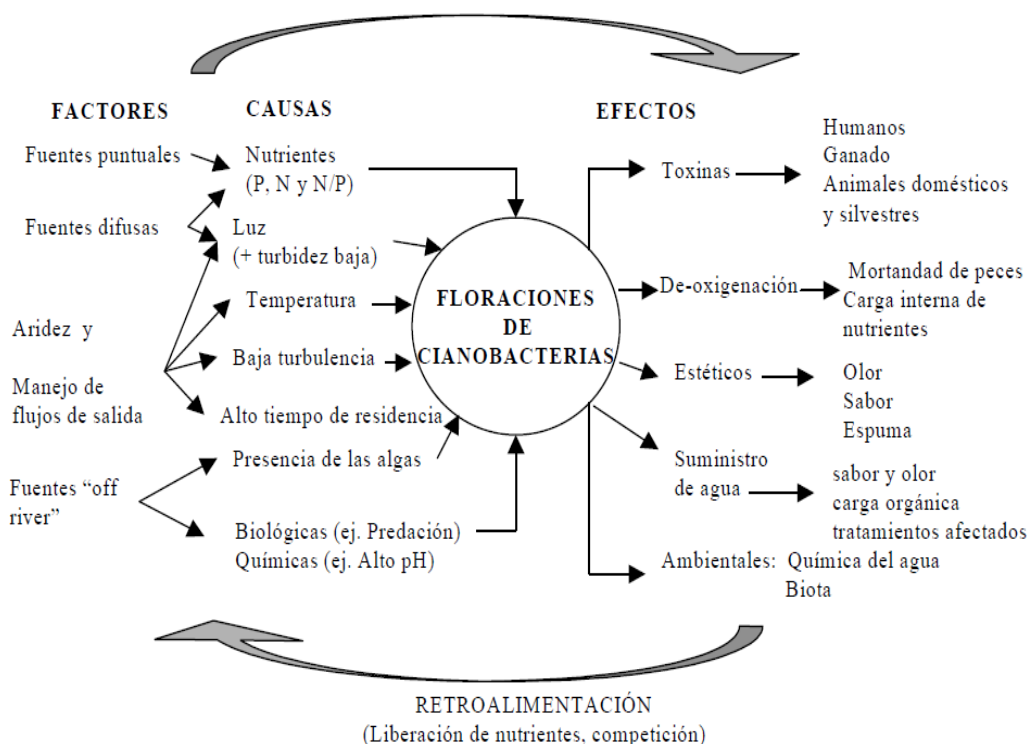 FACTORES
CAUSAS
EFECTOS
Fuentes puntuales
Fuentes difusas
Aridez y
Manejo de
flujos de salida
Fuentes “off
river”
Nutrientes
(P, N y N/P)
Luz
(+ turbidez baja)
Temperatura
Baja turbulencia
Alto tiempo de residencia
Presencia de las algas
Biológicas (ej. Predación)
Químicas (ej. Alto pH)
FLORACIONES
DE
CIANOBACTERIAS
Toxinas
Humanos
Ganado
Animales domésticos
y silvestres
De-oxigenación
Mortandad de peces
Carga interna de
nutrientes
Estéticos
Olor
Sabor
Espuma
Suministro
de agua
sabor y olor
carga orgánica
tratamientos afectados
Ambientales: Química del agua
Biota
RETROALIMENTACIÓN
(Liberación de nutrientes, competición)